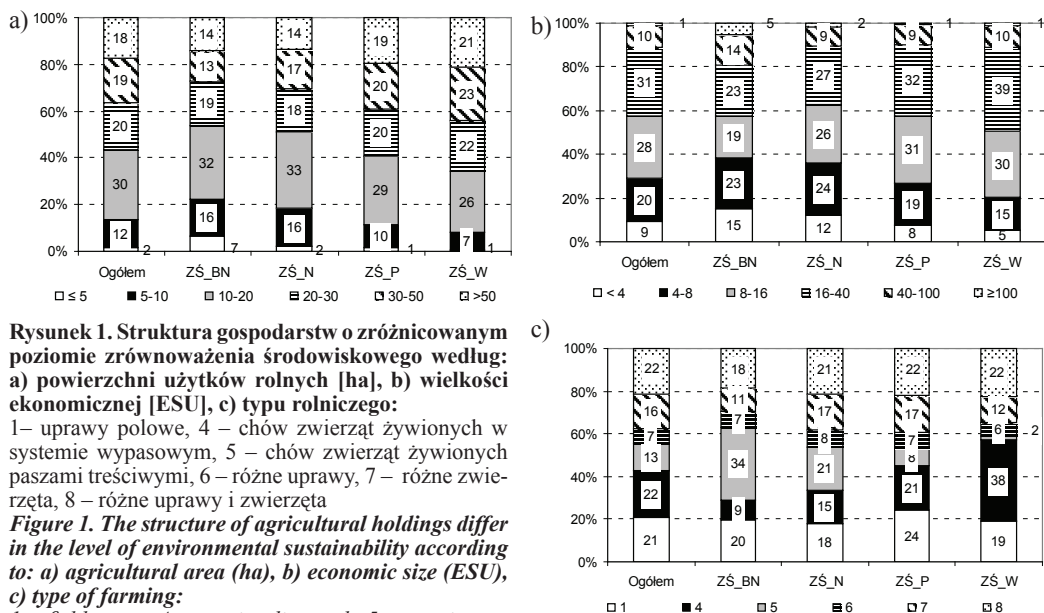 a)
100%
80%
60%
40%
20%
0%
18 14 14 19 21
19 13 17 20 23
20 19 18 20 22
30 32 33 29 26
12 16 16 10 7
2 7 2 1 1
Ogółem ZŚ_BN ZŚ_N ZŚ_P ZŚ_W
≤ 5 5-10 10-20 20-30 30-50 >50
b)
100%
80%
60%
40%
20%
0%
1 5 2 1 1
10 14 9 9 10
31 23 27 32 39
28 19 26 31 30
20 23 24 19 15
9 15 12 8 5
Ogółem ZŚ_BN ZŚ_N ZŚ_P ZŚ_W
< 4 4-8 8-16 16-40 40-100 ≥100
Rysunek 1. Struktura gospodarstw o zróżnicowanym
poziomie zrównoważenia środowiskowego według:
a) powierzchni użytków rolnych [ha], b) wielkości
ekonomicznej [ESU], c) typu rolniczego:
1– uprawy polowe, 4 – chów zwierząt żywionych w
systemie wypasowym, 5 – chów zwierząt żywionych
paszami treściwymi, 6 – różne uprawy, 7 – różne zwie-
rzęta, 8 – różne uprawy i zwierzęta
Figure 1. The structure of agricultural holdings differ
in the level of environmental sustainability according
to: a) agricultural area (ha), b) economic size (ESU),
c) type of farming:
c)
100%
80%
60%
40%
20%
0%
22 18 21 22 22
16 11 17 17 12
7 7 8 7 6
13 34 21 8 2
22 9 15 21 38
21 20 18 24 19
Ogółem ZŚ_BN ZŚ_N ZŚ_P ZŚ_W
1 4 5 6 7 8